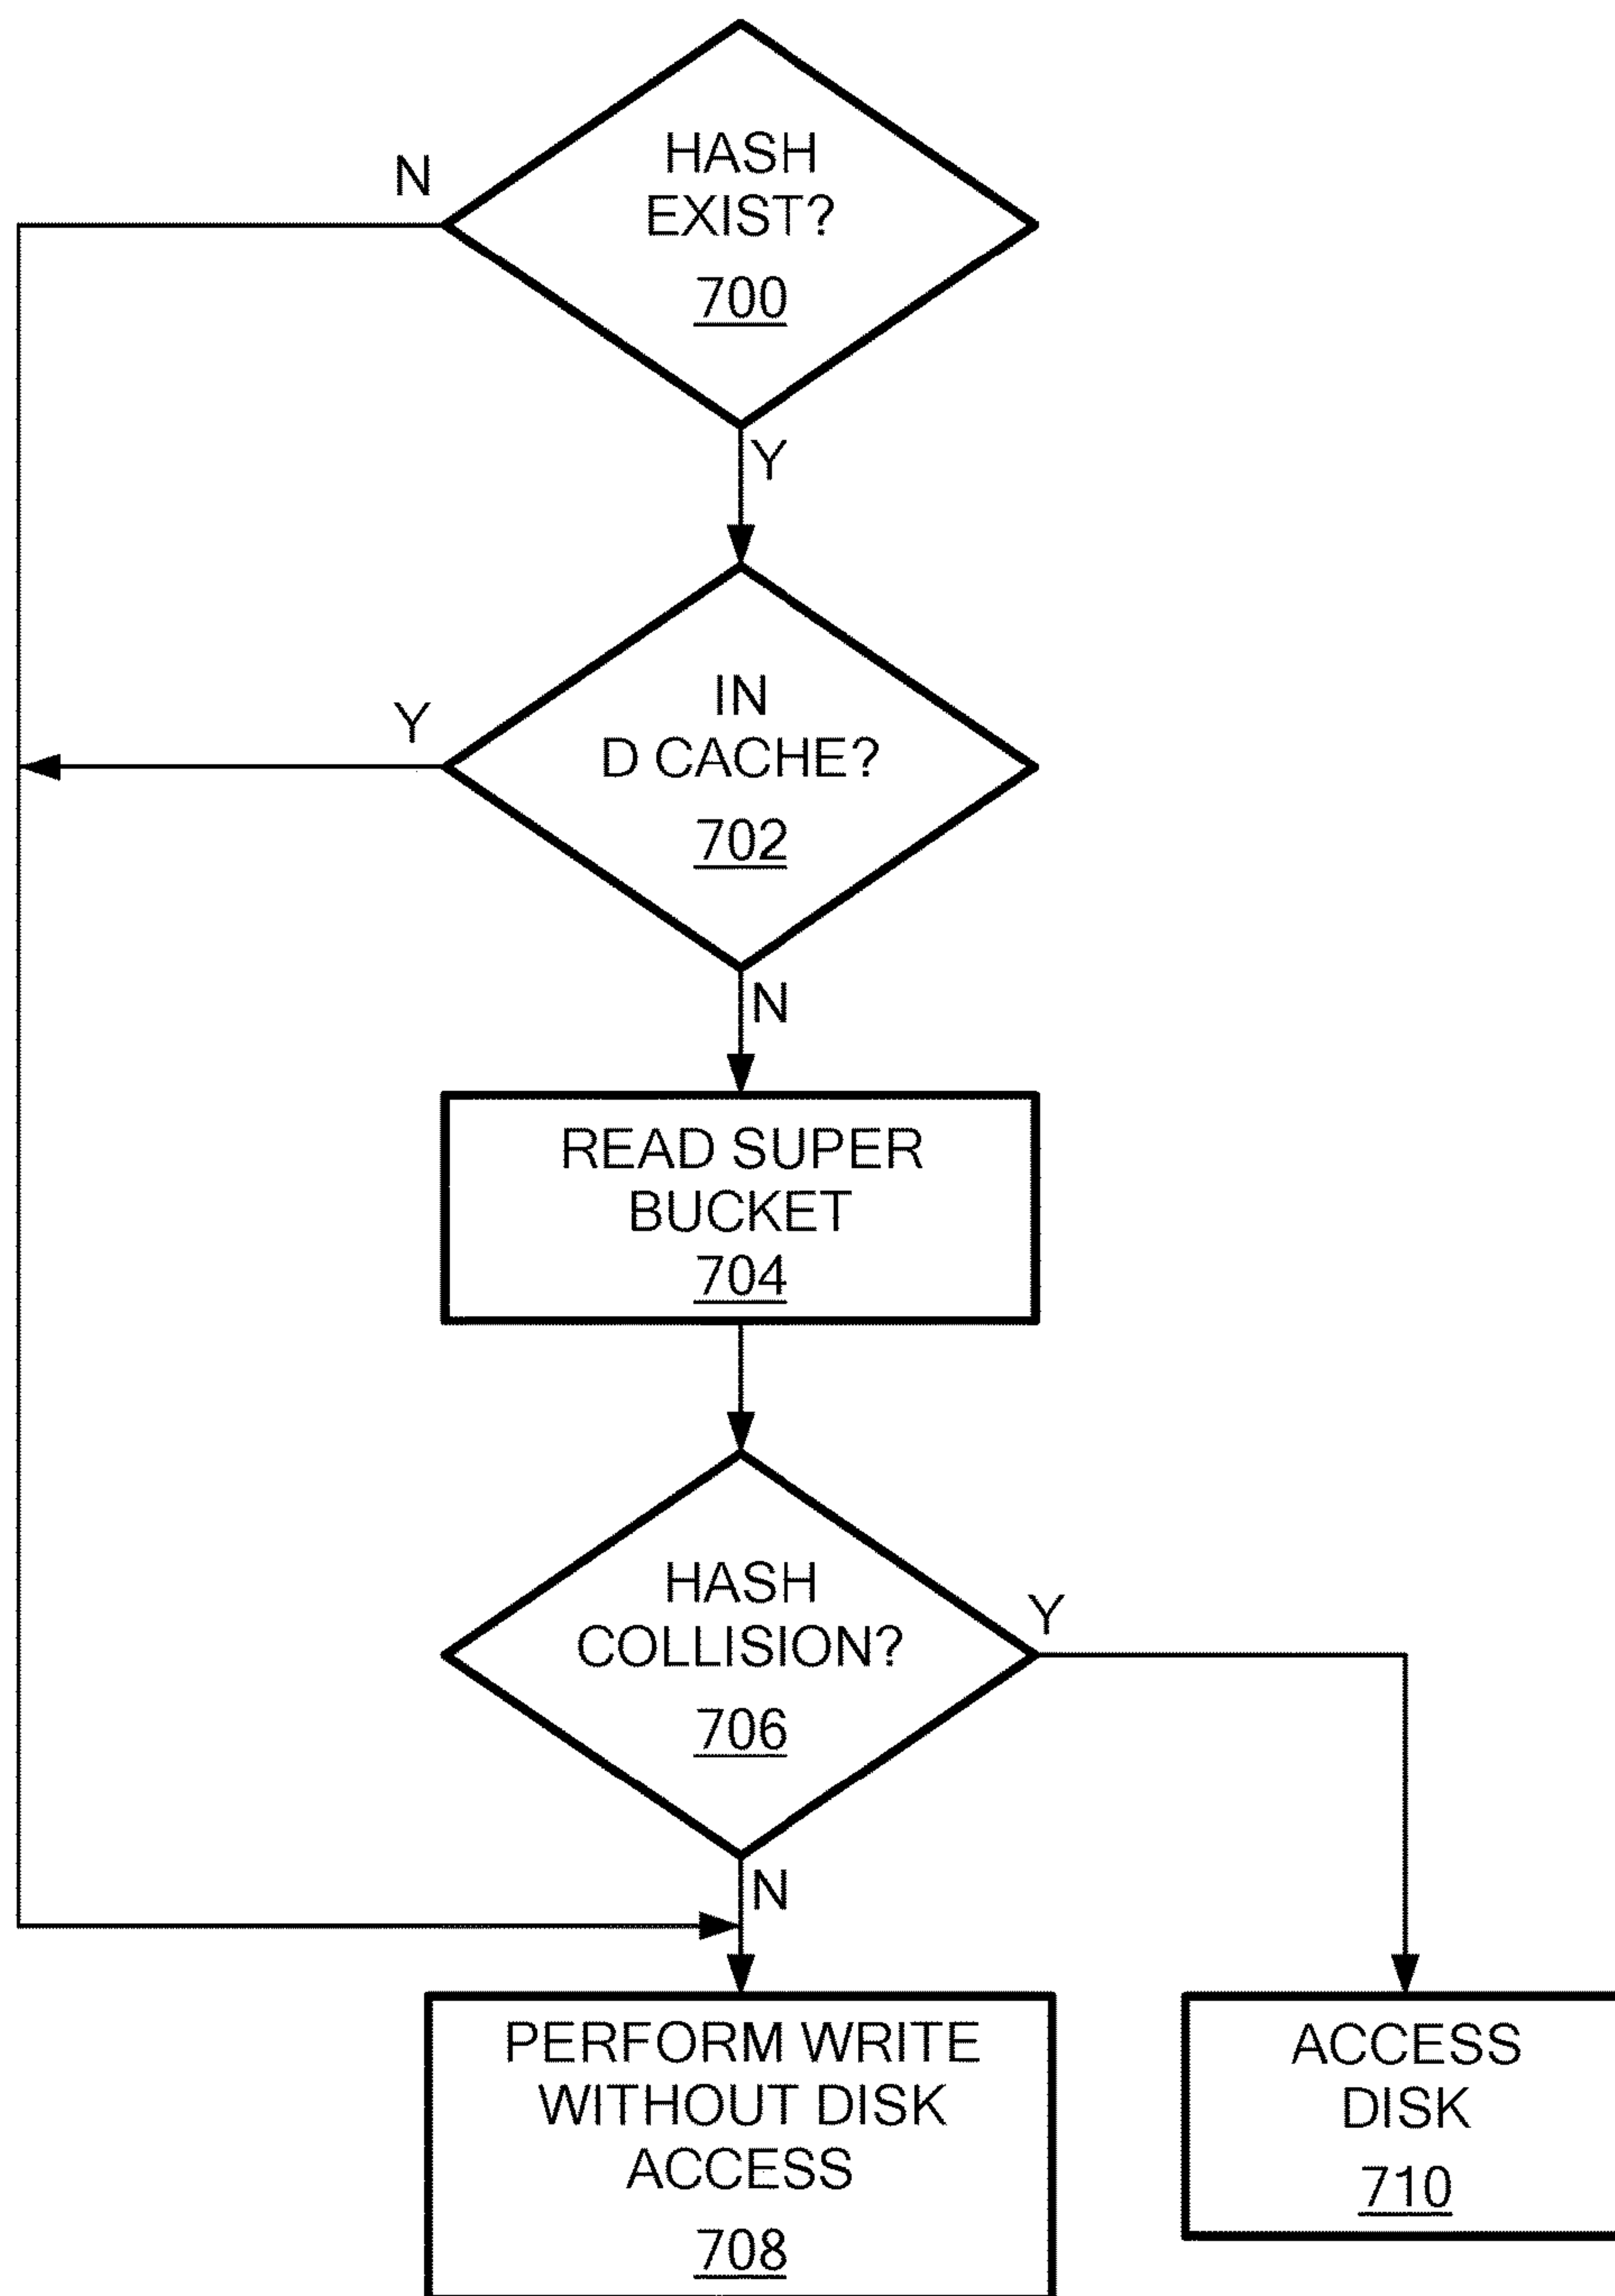 HASH
EXIST?
700
N
Y
IN
D CACHE?
702
Y
N
READ SUPER
BUCKET
704
HASH
COLLISION?
706
Y
N
PERFORM WRITE
WITHOUT DISK
ACCESS
708
ACCESS
DISK
710